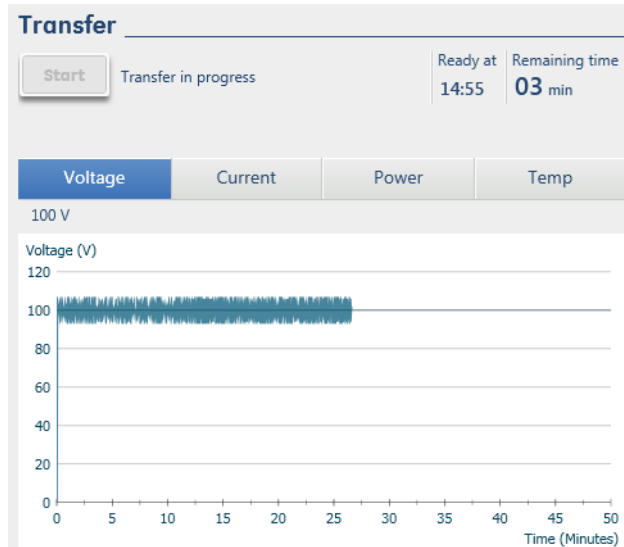 Transfer
Start
Transfer in progress
Ready at
14:55
Remaining time
03 min
Voltage
Current
Power
Temp
100 V
Voltage (V)
120
100
80
60
40
20
0
0 5 10 15 20 25 30 35 40 45 50
Time (Minutes)